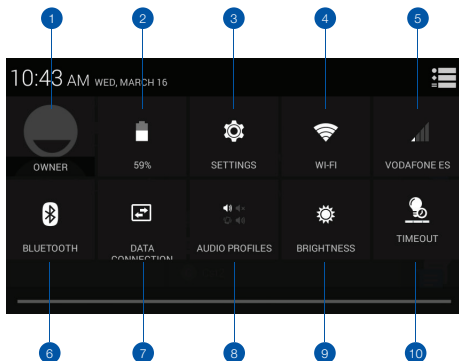 1 2 3 4 5
10:43 AM WED, MARCH 16
OWNER 59% SETTINGS WI-FI VODAFONE ES
BLUETOOTH DATA CONNECTION AUDIO PROFILES BRIGHTNESS TIMEOUT
6 7 8 9 10